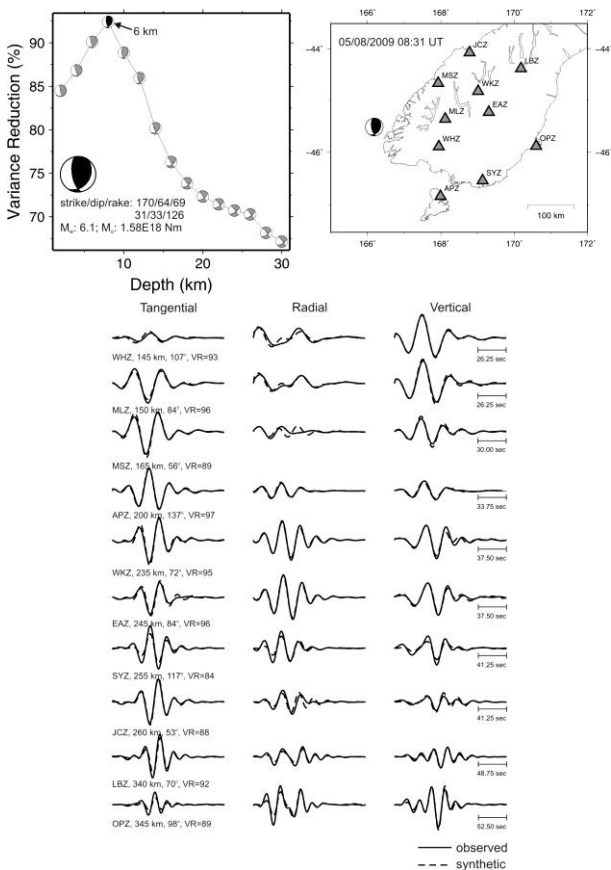 Variance Reduction (%)
90
85
80
75
70
6 km
strike/dip/rake: 170/64/69
31/33/126
Mw: 6.1; Mo: 1.58E18 Nm
10 20 30
Depth (km)
166° 168° 170° 172°
05/08/2009 08:31 UT
-44°
-46°
JCZ
LBZ
MSZ
WKZ
EAZ
MLZ
WHZ
OPZ
SYZ
APZ
100 km
-44°
-46°
166° 168° 170° 172°
Tangential Radial Vertical
26.25 sec
WHZ, 145 km, 107°, VR=93
26.25 sec
MLZ, 150 km, 84°, VR=96
30.00 sec
MSZ, 165 km, 56°, VR=89
33.75 sec
APZ, 200 km, 137°, VR=97
37.50 sec
WKZ, 235 km, 72°, VR=95
37.50 sec
EAZ, 245 km, 84°, VR=96
41.25 sec
SYZ, 255 km, 117°, VR=84
41.25 sec
JCZ, 260 km, 53°, VR=88
48.75 sec
LBZ, 340 km, 70°, VR=92
52.50 sec
OPZ, 345 km, 98°, VR=89
observed
synthetic